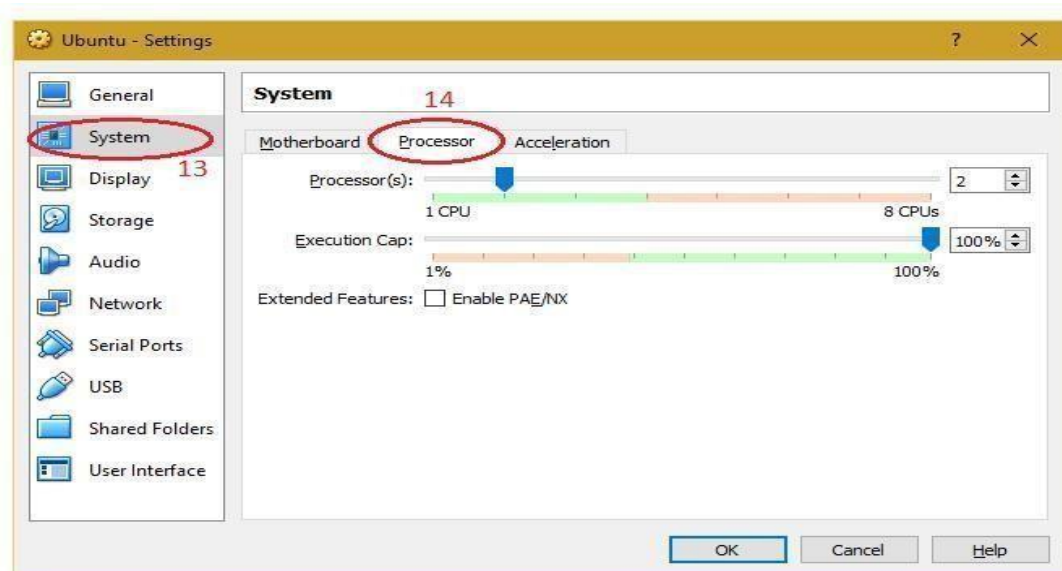 Ubuntu - Settings ?
General
System
13
Display
Storage
Audio
Network
Serial Ports
USB
Shared Folders
User Interface
System
14
Motherboard Processor Acceleration
Processor(s): 2
1 CPU 8 CPUs
Execution Cap: 100%
1% 100%
Extended Features: Enable PAE/NX
OK Cancel Help